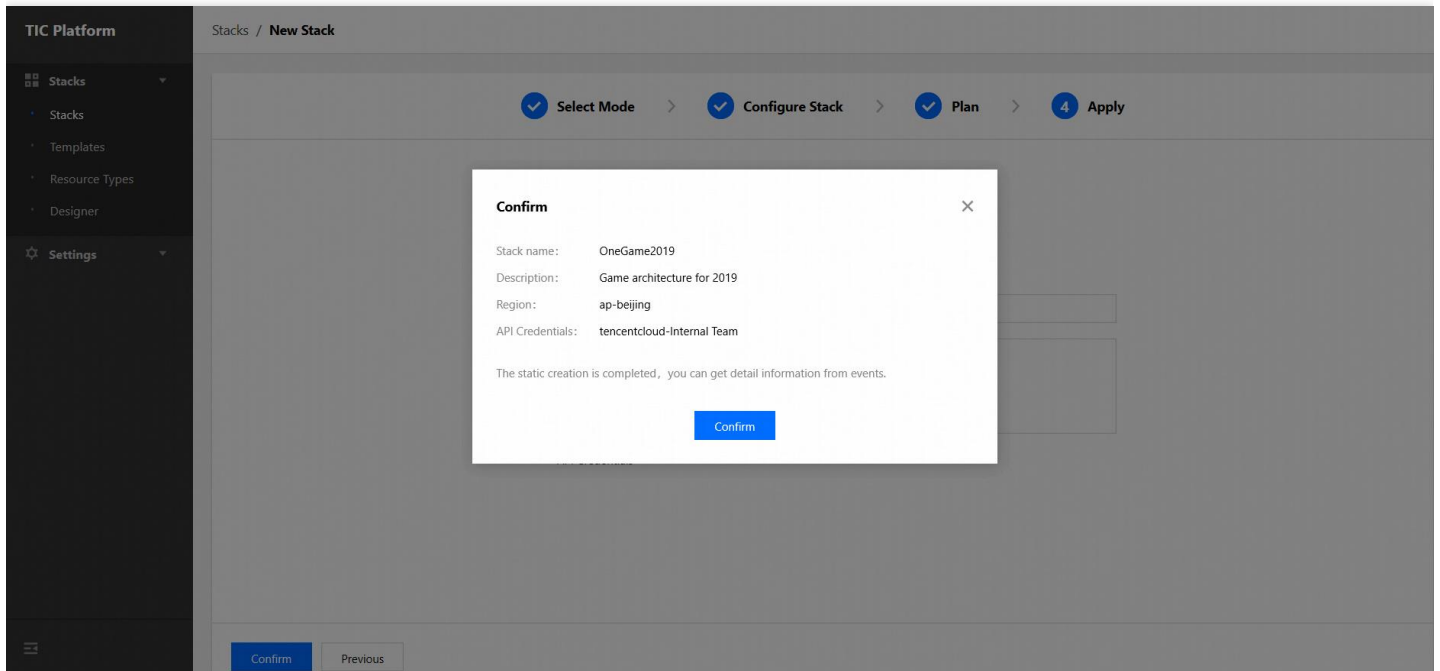 TIC Platform
Stacks / New Stack
Stacks
Stacks
Templates
Resource Types
Designer
Settings
Select Mode > Configure Stack > Plan > 4 Apply
Confirm
Stack name： OneGame2019
Description： Game architecture for 2019
Region： ap-beijing
API Credentials： tencentcloud-Internal Team
The static creation is completed，you can get detail information from events.
Confirm
Confirm Previous